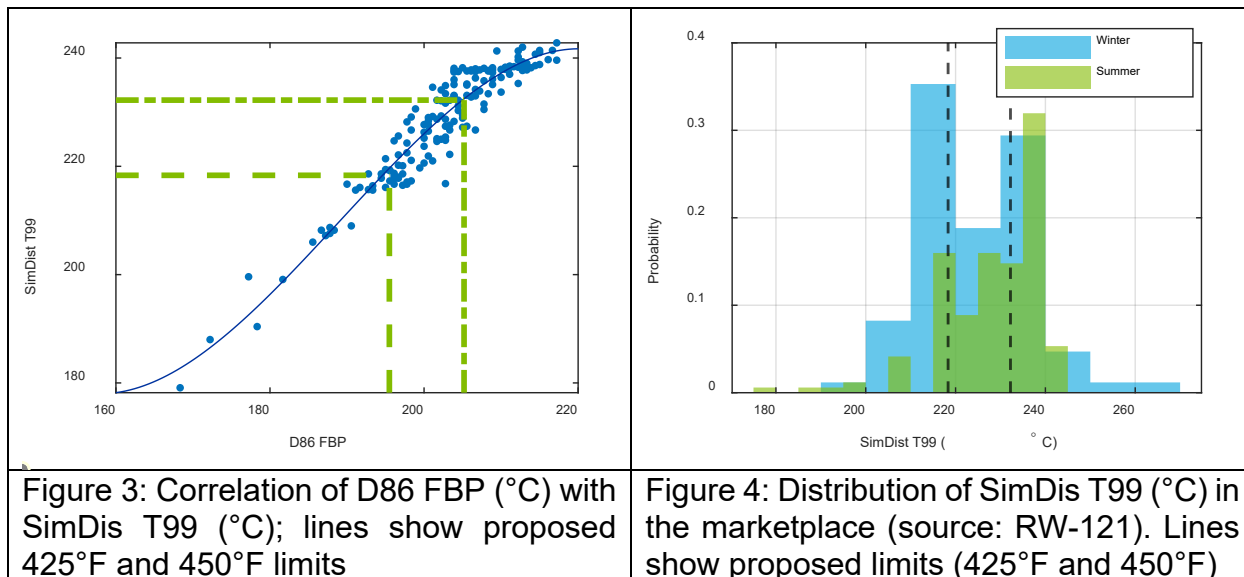 240
220
200
180
SimDist T99
160
180
200
220
D86 FBP
0.4
0.3
0.2
0.1
0
Probability
Winter
Summer
180
200
220
240
260
SimDist T99 ( ° C)
Figure 3: Correlation of D86 FBP (°C) with
SimDis T99 (°C); lines show proposed
425°F and 450°F limits
Figure 4: Distribution of SimDis T99 (°C) in
the marketplace (source: RW-121). Lines
show proposed limits (425°F and 450°F)